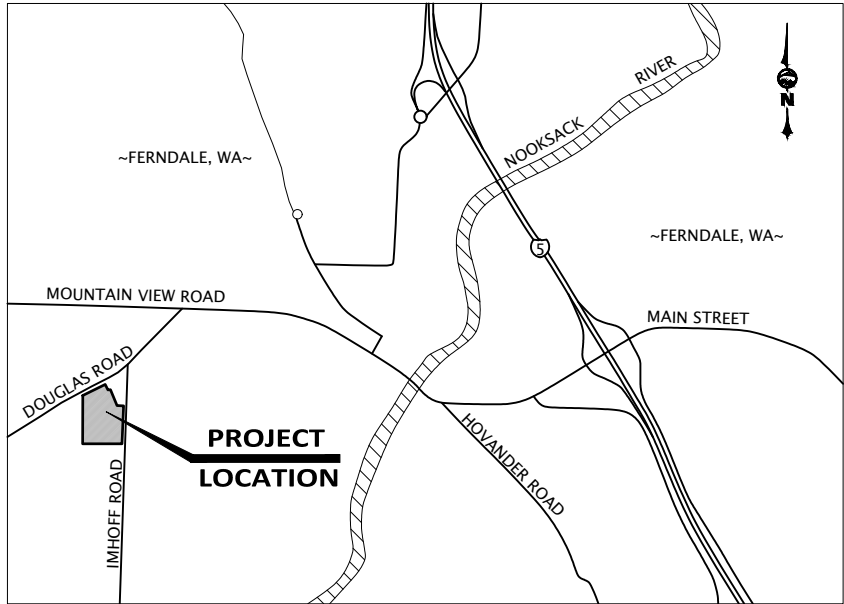 RIVER
NOOKSACK
N
~FERNDALE, WA~
~FERNDALE, WA~
5
MOUNTAIN VIEW ROAD
MAIN STREET
DOUGLAS ROAD
PROJECT
LOCATION
HOVANDER ROAD
IMHOFF ROAD